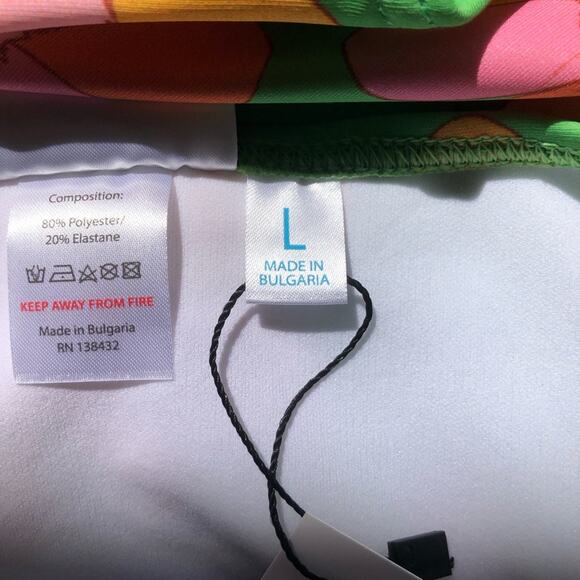 Composition:
80% Polyester/
20% Elastane
KEEP AWAY FROM FIRE
Made in Bulgaria
RN 138432
L
MADE IN
BULGARIA